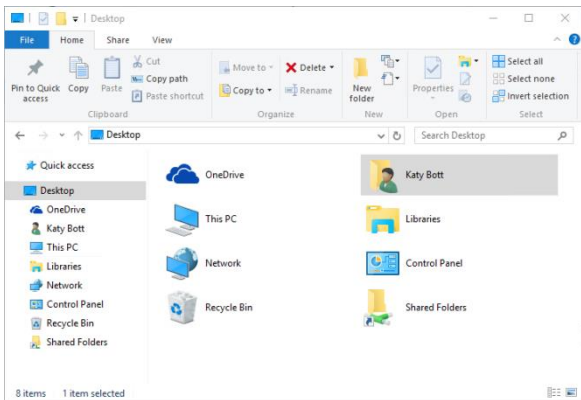 Desktop
File Home Share View
Pin to Quick access
Copy
Paste
Cut
Copy path
Paste shortcut
Clipboard
Move to
Copy to
Delete
Rename
Organize
New folder
New
Properties
Open
Select all
Select none
Invert selection
Select
Desktop
Search Desktop
Quick access
Desktop
OneDrive
Katy Bott
This PC
Libraries
Network
Control Panel
Recycle Bin
Shared Folders
OneDrive
Katy Bott
This PC
Libraries
Network
Control Panel
Recycle Bin
Shared Folders
8 items 1 item selected